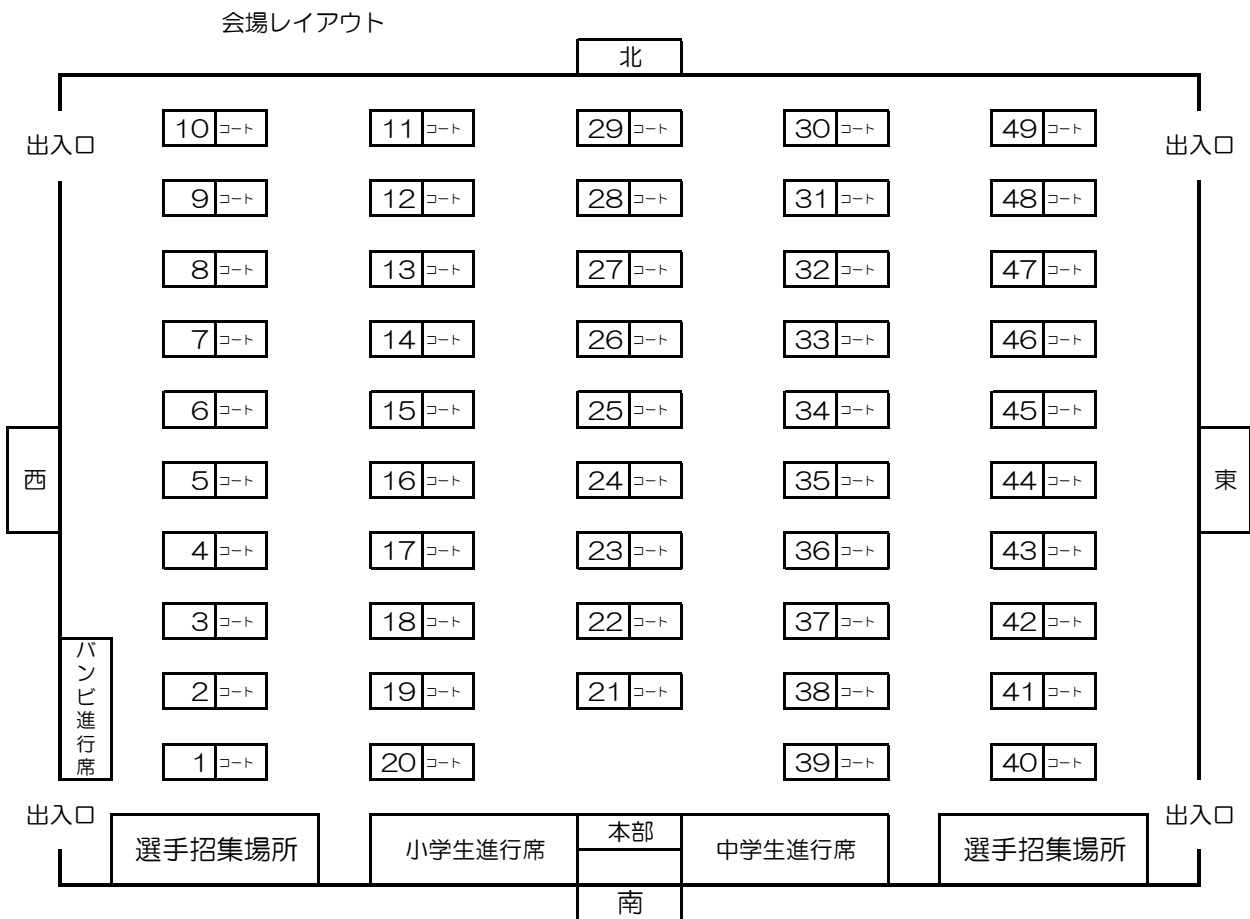 会場レイアウト
北
10 コート 11 コート 29 コート 30 コート 49 コート
出入口 出入口
9 コート 12 コート 28 コート 31 コート 48 コート
8 コート 13 コート 27 コート 32 コート 47 コート
7 コート 14 コート 26 コート 33 コート 46 コート
6 コート 15 コート 25 コート 34 コート 45 コート
西 5 コート 16 コート 24 コート 35 コート 44 コート 東
4 コート 17 コート 23 コート 36 コート 43 コート
3 コート 18 コート 22 コート 37 コート 42 コート
バンビ進行席
2 コート 19 コート 21 コート 38 コート 41 コート
1 コート 20 コート 39 コート 40 コート
出入口 出入口
選手招集場所 小学生進行席 本部 中学生進行席 選手招集場所
南